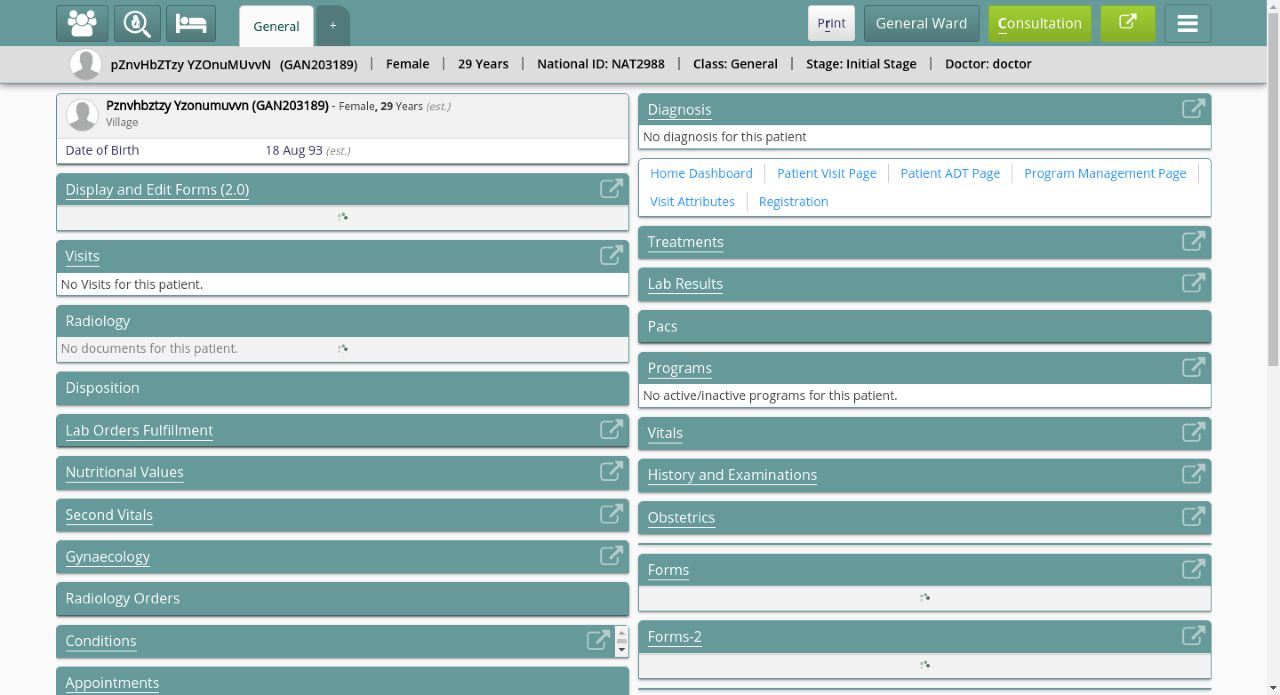 General
+
Print
General Ward
Consultation
pZnvHbZTzy YZOnuMUvvN (GAN203189) | Female | 29 Years | National ID: NAT2988 | Class: General | Stage: Initial Stage | Doctor: doctor
Pznvhbztzy Yzonumuvvn (GAN203189) - Female, 29 Years (est.)
Village
Date of Birth 18 Aug 93 (est.)
Display and Edit Forms (2.0)
Visits
No Visits for this patient.
Radiology
No documents for this patient.
Disposition
Lab Orders Fulfillment
Nutritional Values
Second Vitals
Gynaecology
Radiology Orders
Conditions
Appointments
Diagnosis
No diagnosis for this patient
Home Dashboard | Patient Visit Page | Patient ADT Page | Program Management Page |
Visit Attributes | Registration
Treatments
Lab Results
Pacs
Programs
No active/inactive programs for this patient.
Vitals
History and Examinations
Obstetrics
Forms
Forms-2